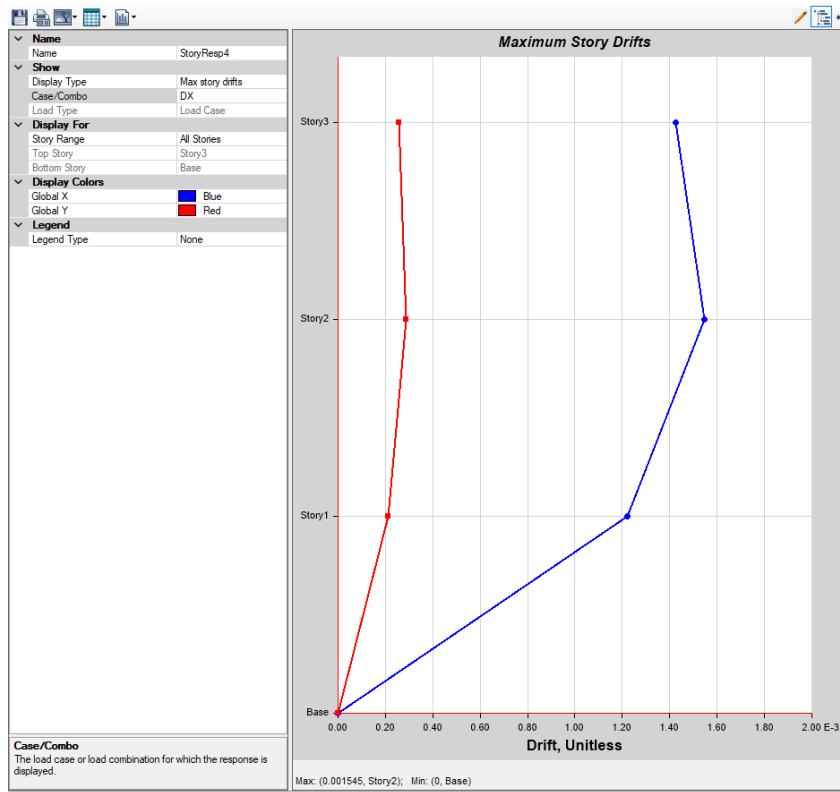 Name
Name StoryResp4
Show
Display Type Max story drifts
Case/Combo DX
Load Type Load Case
Display For
Story Range All Stories
Top Story Story3
Bottom Story Base
Display Colors
Global X Blue
Global Y Red
Legend
Legend Type None
Case/Combo
The load case or load combination for which the response is
displayed.
Maximum Story Drifts
Story3
Story2
Story1
Base
0.00 0.20 0.40 0.60 0.80 1.00 1.20 1.40 1.60 1.80 2.00 E-3
Drift, Unitless
Max: (0.001545, Story2); Min: (0, Base)